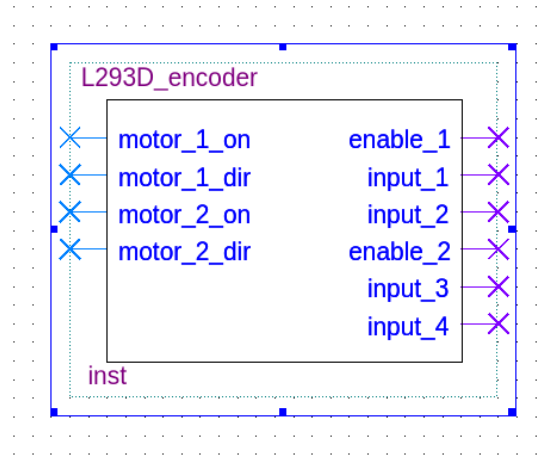 L293D_encoder
motor_1_on enable_1
motor_1_dir input_1
motor_2_on input_2
motor_2_dir enable_2
input_3
input_4
inst